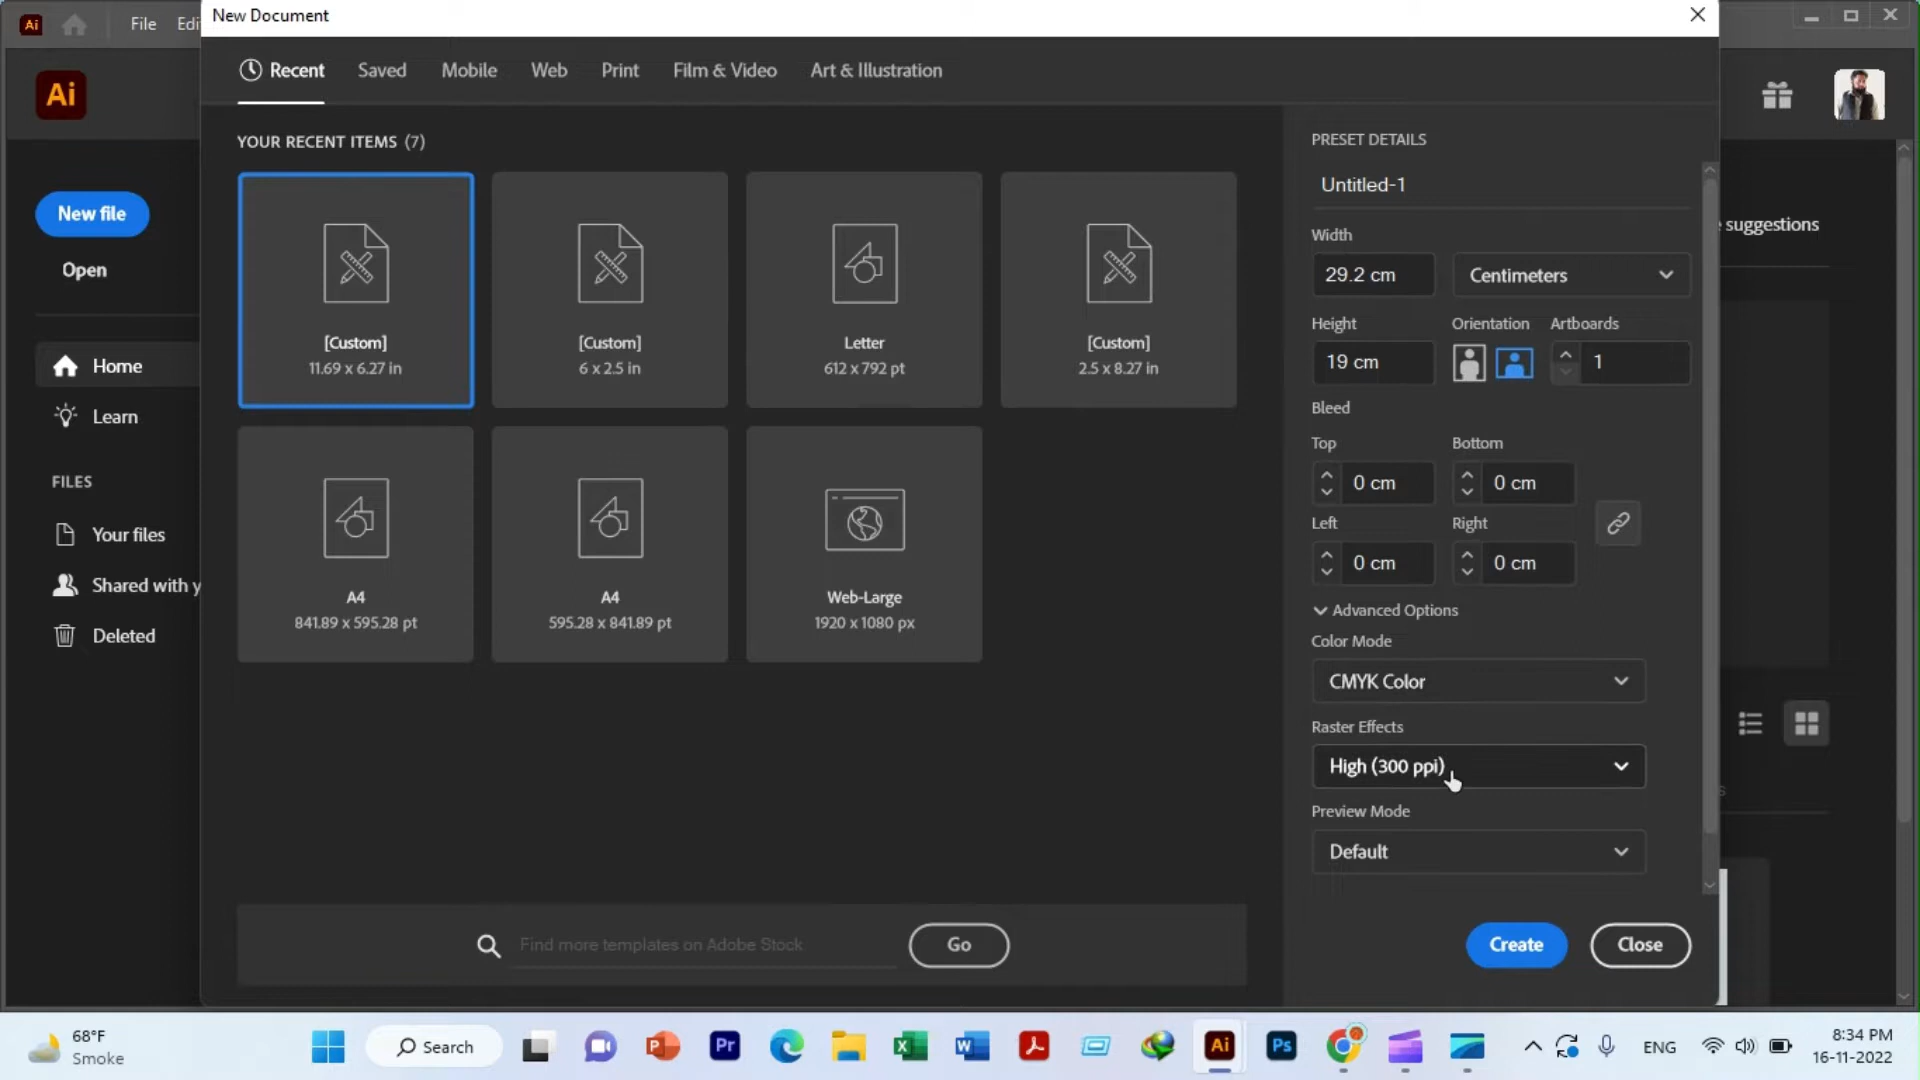 New Document
Ai
File Edi
Ai
New file
Open
Home
Learn
FILES
Your files
Shared with y
Deleted
Recent Saved Mobile Web Print Film & Video Art & Illustration
YOUR RECENT ITEMS (7)
[Custom]
11.69 x 6.27 in
[Custom]
6 x 2.5 in
Letter
612 x 792 pt
[Custom]
2.5 x 8.27 in
A4
841.89 x 595.28 pt
A4
595.28 x 841.89 pt
Web-Large
1920 x 1080 px
Find more templates on Adobe Stock
Go
PRESET DETAILS
Untitled-1
Width
29.2 cm Centimeters
Height Orientation Artboards
19 cm 1
Bleed
Top Bottom
0 cm 0 cm
Left Right
0 cm 0 cm
Advanced Options
Color Mode
CMYK Color
Raster Effects
High (300 ppi)
Preview Mode
Default
Create Close
suggestions
68°F
Smoke
Search
Pr
Ai
Ps
ENG
8:34 PM
16-11-2022